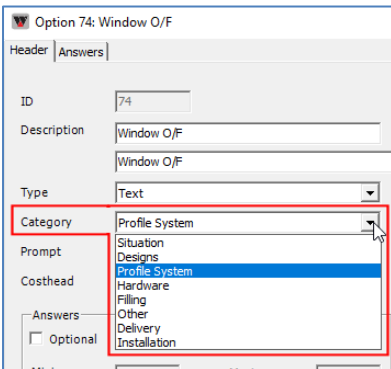 Option 74: Window O/F
Header Answers
ID 74
Description Window O/F
Window O/F
Type Text
Category Profile System
Situation
Designs
Prompt Profile System
Hardware
Costhead Filling
Other
Answers Delivery
Optional Installation